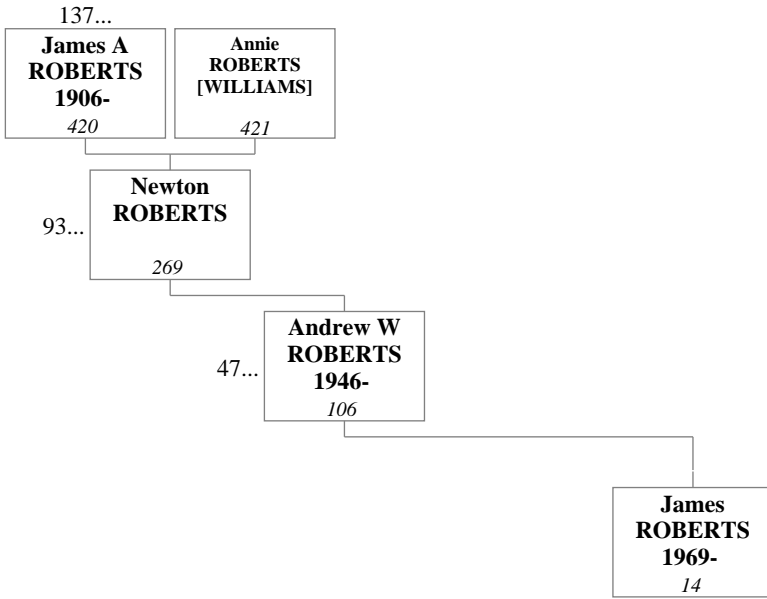 137...
James A
ROBERTS
1906-
420
Annie
ROBERTS
[WILLIAMS]
421
93...
Newton
ROBERTS
269
47...
Andrew W
ROBERTS
1946-
106
James
ROBERTS
1969-
14